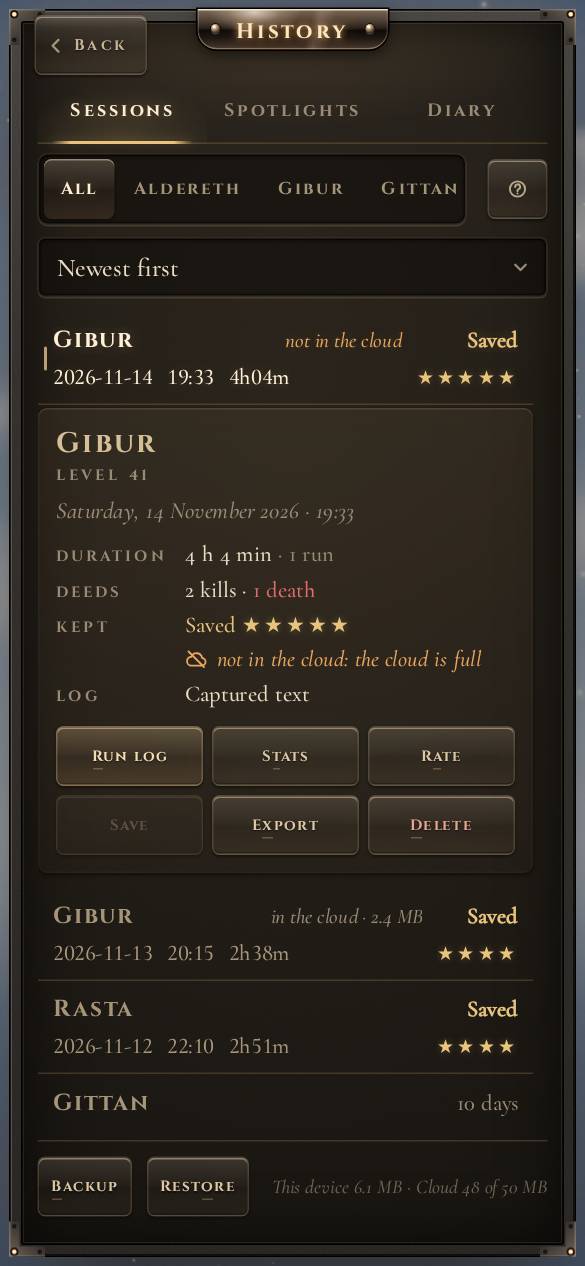 History
Back
Sessions Spotlights Diary
All Aldereth Gibur Gittan
Newest first
Gibur not in the cloud Saved
2026-11-14 19:33 4h04m ★★★★★
Gibur
LEVEL 41
Saturday, 14 November 2026 · 19:33
DURATION 4 h 4 min · 1 run
DEEDS 2 kills · 1 death
KEPT Saved ★★★★★
not in the cloud: the cloud is full
LOG Captured text
Run log Stats Rate
Save Export Delete
Gibur in the cloud · 2.4 MB Saved
2026-11-13 20:15 2h38m ★★★★
Rasta Saved
2026-11-12 22:10 2h51m ★★★★
Gittan 10 days
Backup Restore This device 6.1 MB · Cloud 48 of 50 MB